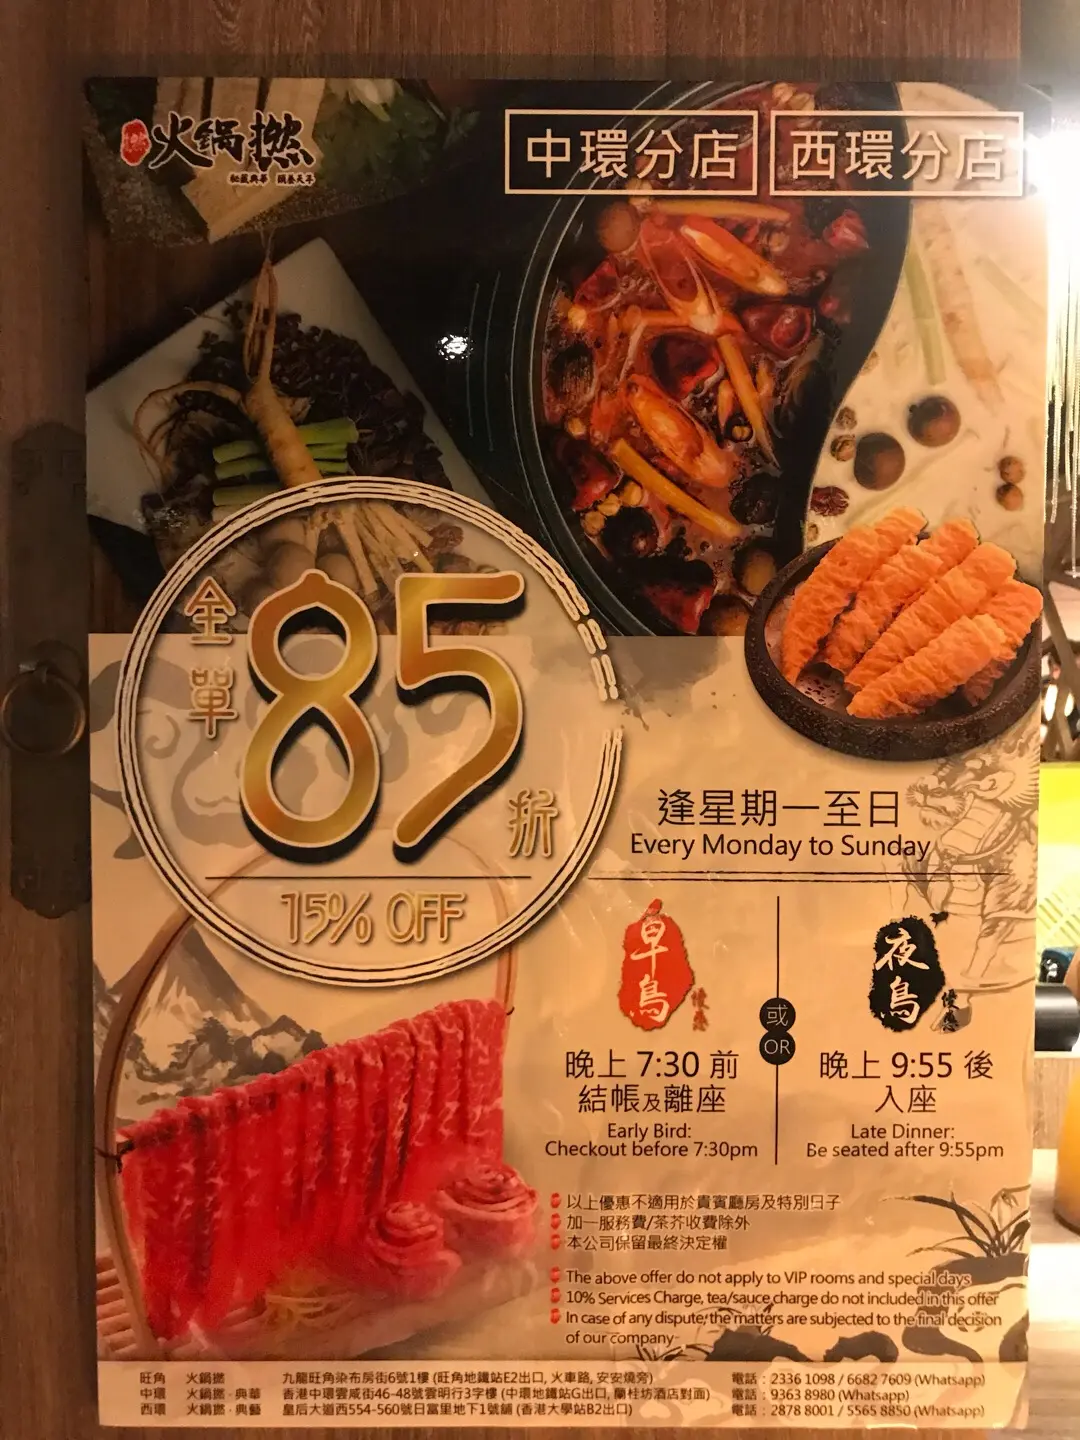 火鍋撚
中環分店 西環分店
全單
85
折
15% OFF
逢星期一至日
Every Monday to Sunday
早鳥
優惠
晚上 7:30 前
結帳及離座
Early Bird:
Checkout before 7:30pm
或
OR
夜鳥
優惠
晚上 9:55 後
入座
Late Dinner:
Be seated after 9:55pm
以上優惠不適用於貴賓廳房及特別日子
加一服務費/茶芥收費除外
本公司保留最終決定權
The above offer do not apply to VIP rooms and special days
10% Services Charge, tea/sauce charge do not included in this offer
In case of any dispute, the matters are subjected to the final decision
of our company
旺角 火鍋撚 九龍旺角染布房街6號1樓 (旺角地鐵站E2出口, 火車路, 安安燒旁) 電話 : 2336 1098 / 6682 7609 (Whatsapp)
中環 火鍋撚 · 典華 香港中環雲咸街46-48號雲明行3字樓 (中環地鐵站G出口, 蘭桂坊酒店對面) 電話 : 9363 8980 (Whatsapp)
西環 火鍋撚 · 典藝 皇后大道西554-560號日富里地下1號舖 (香港大學站B2出口) 電話 : 2878 8001 / 5565 8850 (Whatsapp)